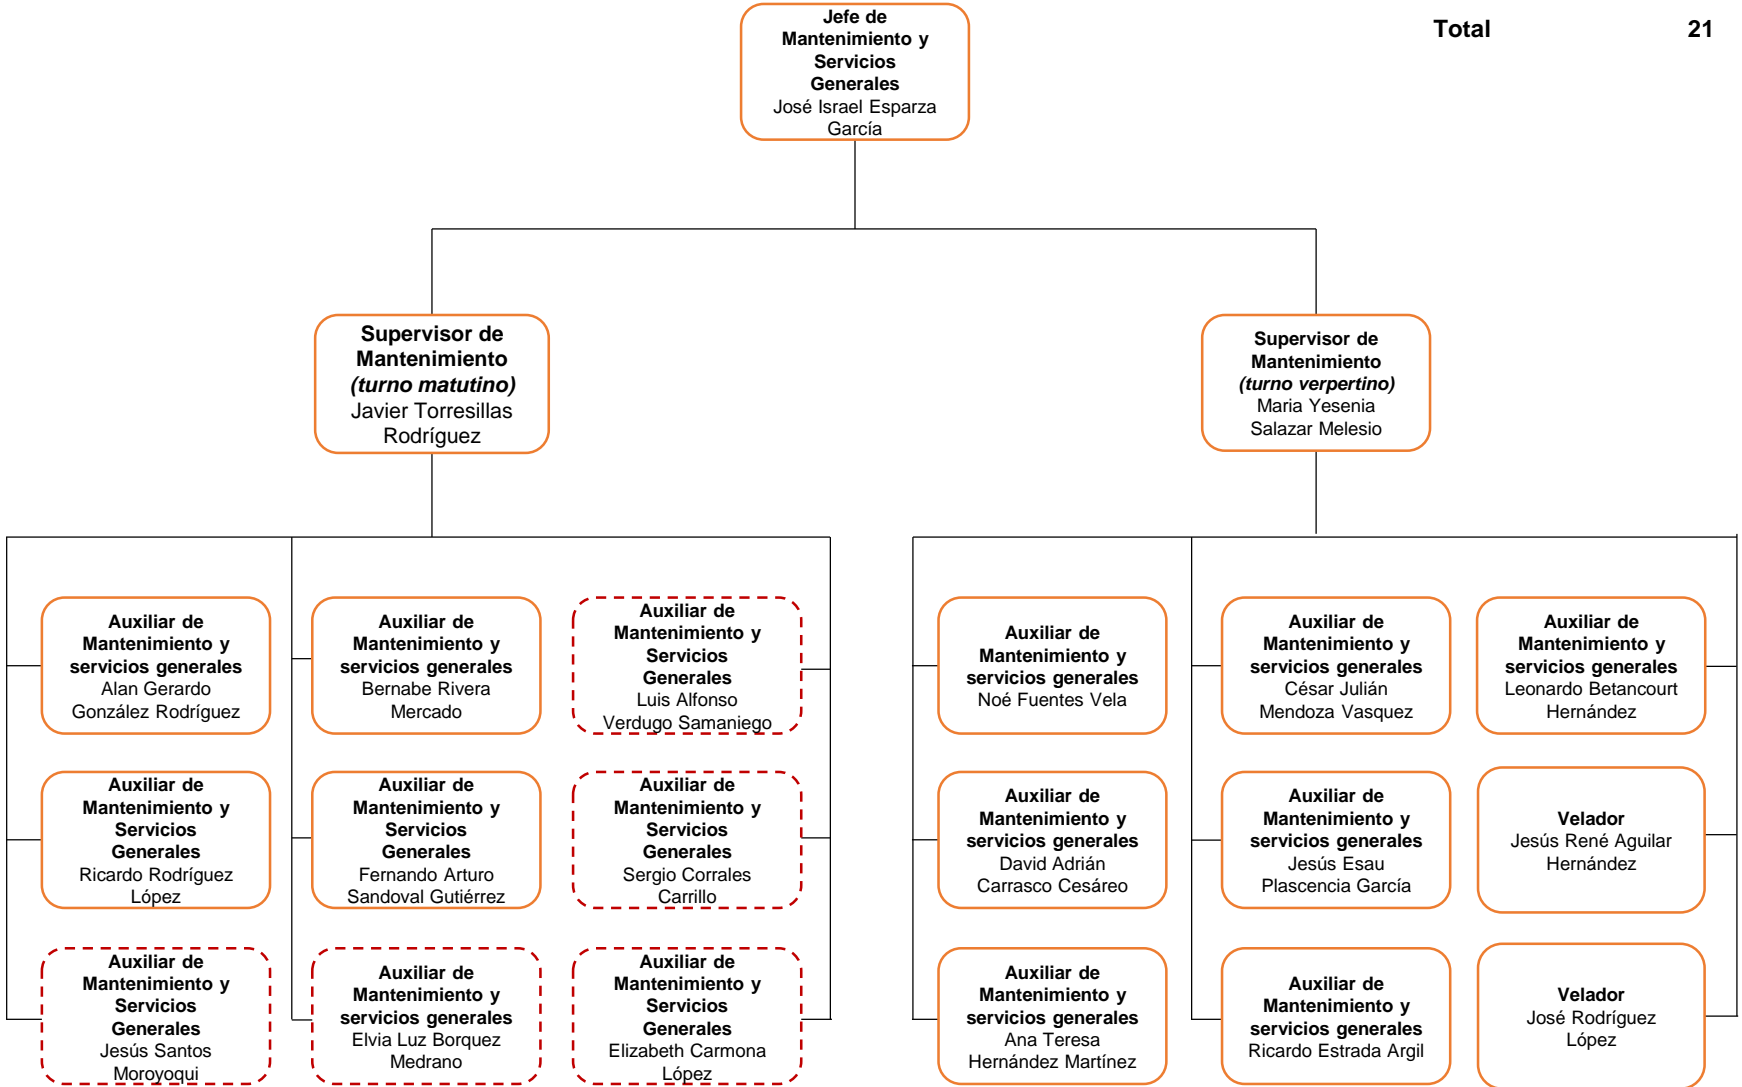 Jefe de
Mantenimiento y
Servicios
Generales
José Israel Esparza
García
Total 21
Supervisor de
Mantenimiento
(turno matutino)
Javier Torresillas
Rodríguez
Supervisor de
Mantenimiento
(turno verpertino)
Maria Yesenia
Salazar Melesio
Auxiliar de
Mantenimiento y
servicios generales
Alan Gerardo
González Rodríguez
Auxiliar de
Mantenimiento y
servicios generales
Bernabe Rivera
Mercado
Auxiliar de
Mantenimiento y
Servicios
Generales
Luis Alfonso
Verdugo Samaniego
Auxiliar de
Mantenimiento y
servicios generales
Noé Fuentes Vela
Auxiliar de
Mantenimiento y
servicios generales
César Julián
Mendoza Vasquez
Auxiliar de
Mantenimiento y
servicios generales
Leonardo Betancourt
Hernández
Auxiliar de
Mantenimiento y
Servicios
Generales
Ricardo Rodríguez
López
Auxiliar de
Mantenimiento y
Servicios
Generales
Fernando Arturo
Sandoval Gutiérrez
Auxiliar de
Mantenimiento y
Servicios
Generales
Sergio Corrales
Carrillo
Auxiliar de
Mantenimiento y
servicios generales
David Adrián
Carrasco Cesáreo
Auxiliar de
Mantenimiento y
servicios generales
Jesús Esau
Plascencia García
Velador
Jesús René Aguilar
Hernández
Auxiliar de
Mantenimiento y
Servicios
Generales
Jesús Santos
Moroyoqui
Auxiliar de
Mantenimiento y
servicios generales
Elvia Luz Borquez
Medrano
Auxiliar de
Mantenimiento y
Servicios
Generales
Elizabeth Carmona
López
Auxiliar de
Mantenimiento y
servicios generales
Ana Teresa
Hernández Martínez
Auxiliar de
Mantenimiento y
servicios generales
Ricardo Estrada Argil
Velador
José Rodríguez
López